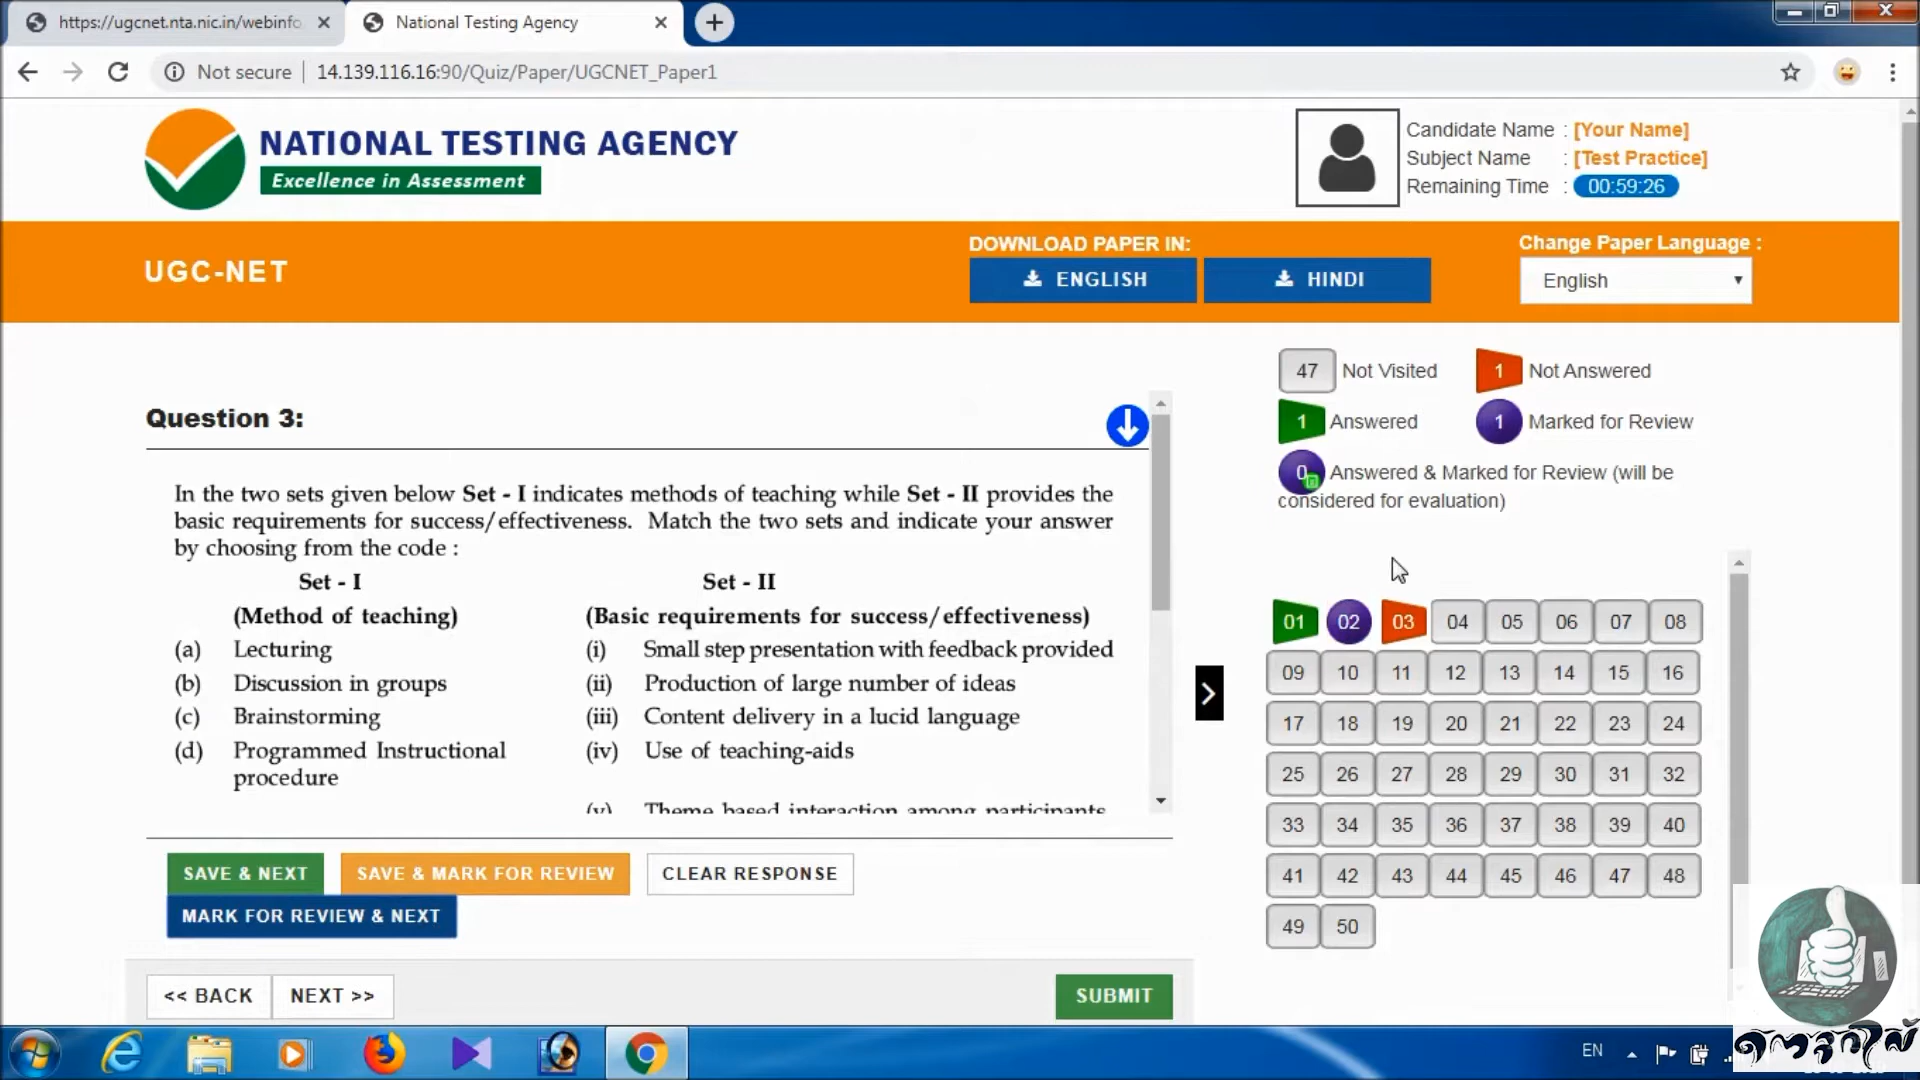 https://ugcnet.nta.nic.in/webinfo
National Testing Agency
Not secure
14.139.116.16:90/Quiz/Paper/UGCNET_Paper1
NATIONAL TESTING AGENCY
Excellence in Assessment
Candidate Name : [Your Name]
Subject Name : [Test Practice]
Remaining Time : 00:59:26
UGC-NET
DOWNLOAD PAPER IN:
ENGLISH
HINDI
Change Paper Language :
English
47 Not Visited
1 Not Answered
1 Answered
1 Marked for Review
0 Answered & Marked for Review (will be
considered for evaluation)
Question 3:
In the two sets given below Set - I indicates methods of teaching while Set - II provides the
basic requirements for success/effectiveness. Match the two sets and indicate your answer
by choosing from the code :
Set - I Set - II
(Method of teaching) (Basic requirements for success/effectiveness)
(a) Lecturing (i) Small step presentation with feedback provided
(b) Discussion in groups (ii) Production of large number of ideas
(c) Brainstorming (iii) Content delivery in a lucid language
(d) Programmed Instructional (iv) Use of teaching-aids
procedure
(v) Theme based interaction among participants
01 02 03 04 05 06 07 08
09 10 11 12 13 14 15 16
17 18 19 20 21 22 23 24
25 26 27 28 29 30 31 32
33 34 35 36 37 38 39 40
41 42 43 44 45 46 47 48
49 50
SAVE & NEXT
SAVE & MARK FOR REVIEW
CLEAR RESPONSE
MARK FOR REVIEW & NEXT
<< BACK
NEXT >>
SUBMIT
EN